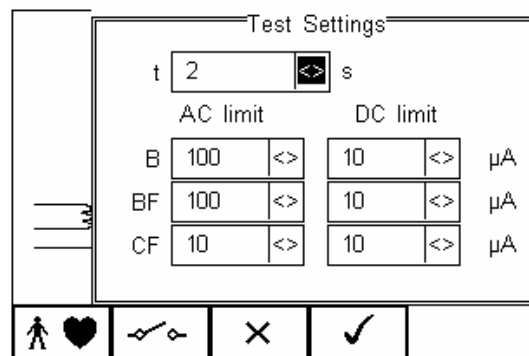 Test Settings
t 2 <> s
AC limit DC limit
B 100 <> 10 <> µA
BF 100 <> 10 <> µA
CF 10 <> 10 <> µA